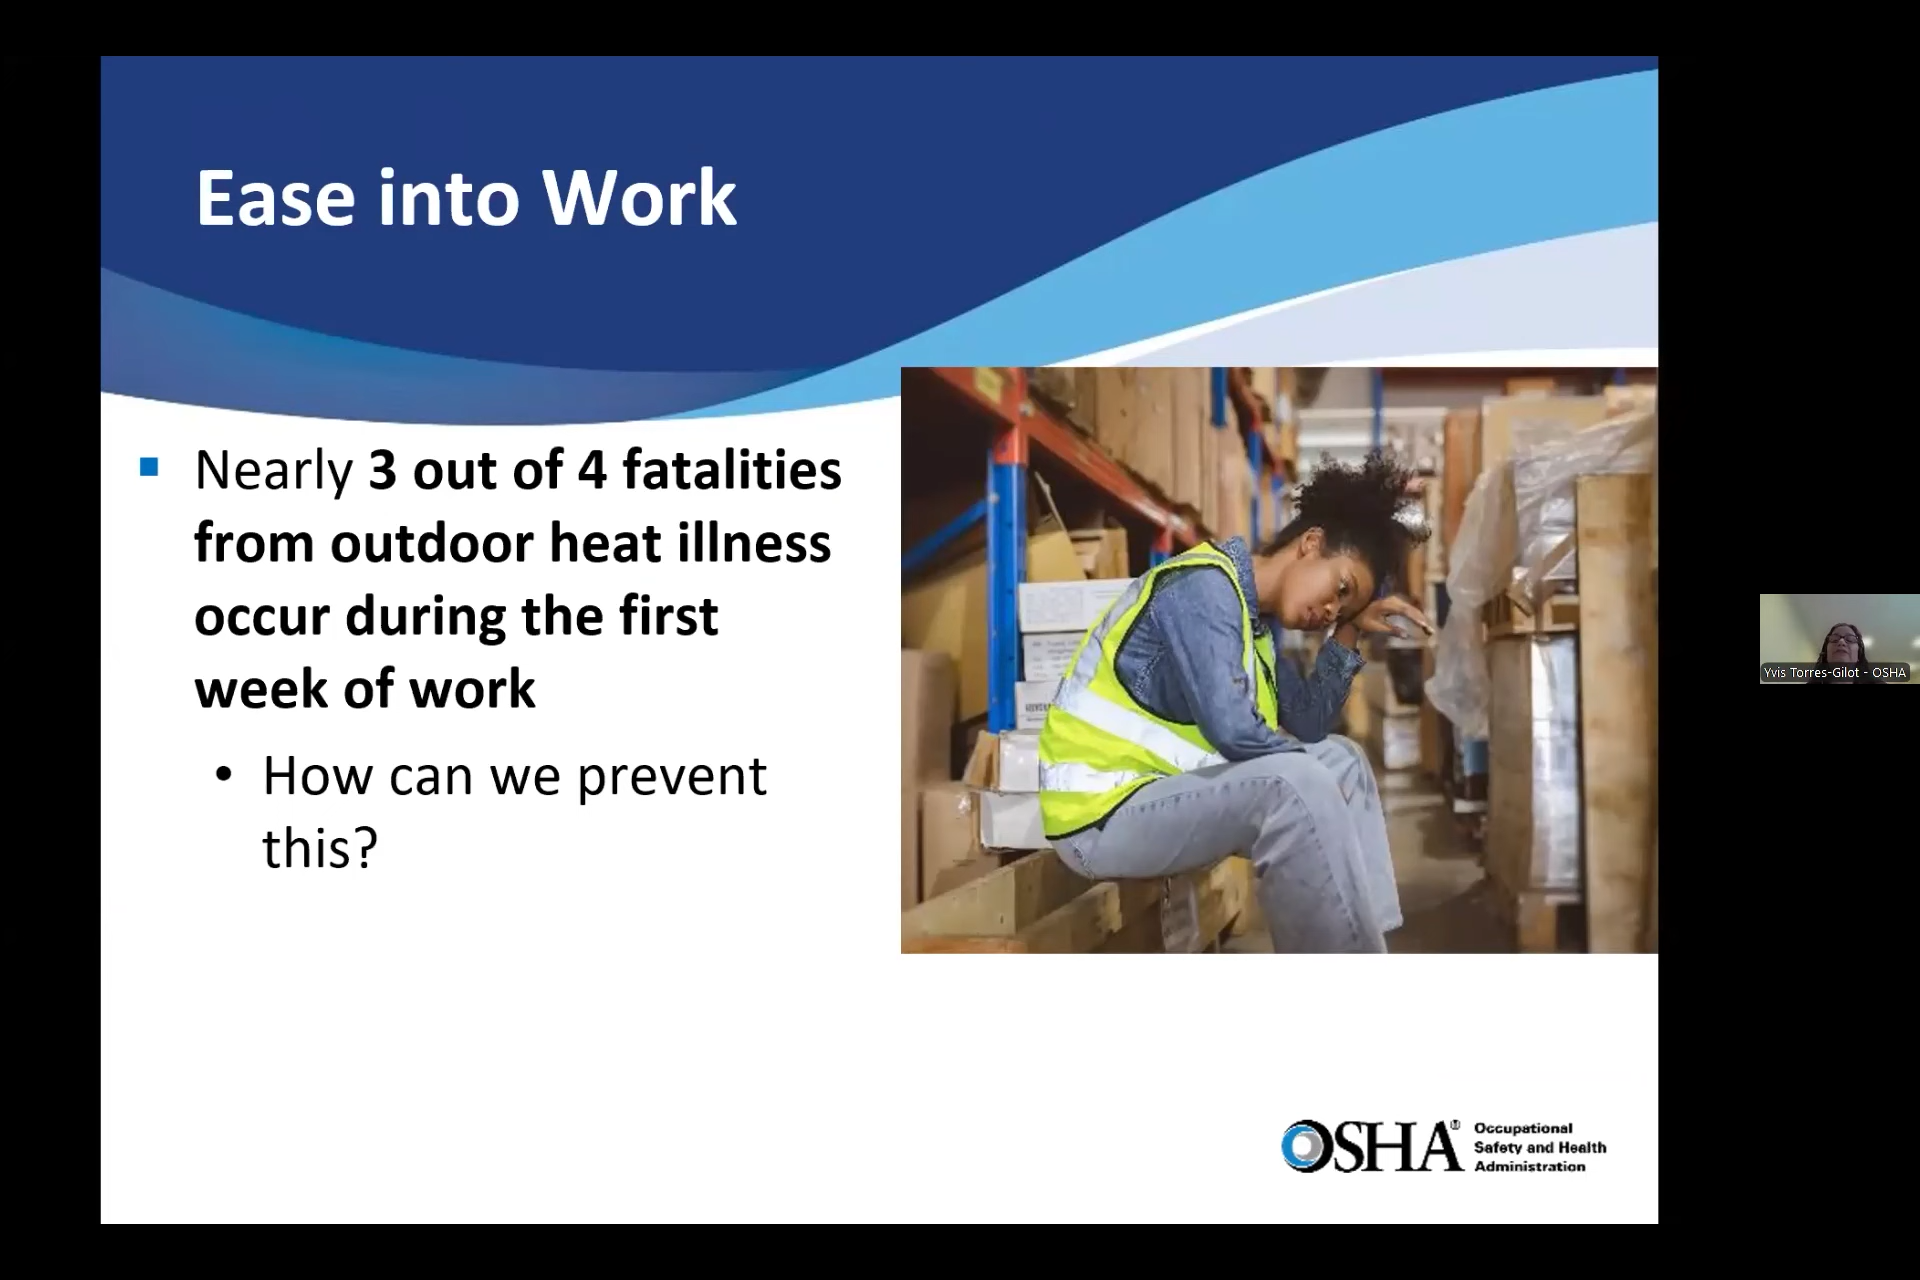 Ease into Work
Nearly 3 out of 4 fatalities
from outdoor heat illness
occur during the first
week of work
How can we prevent
this?
OSHA® Occupational
Safety and Health
Administration
Yvis Torres-Gilot - OSHA